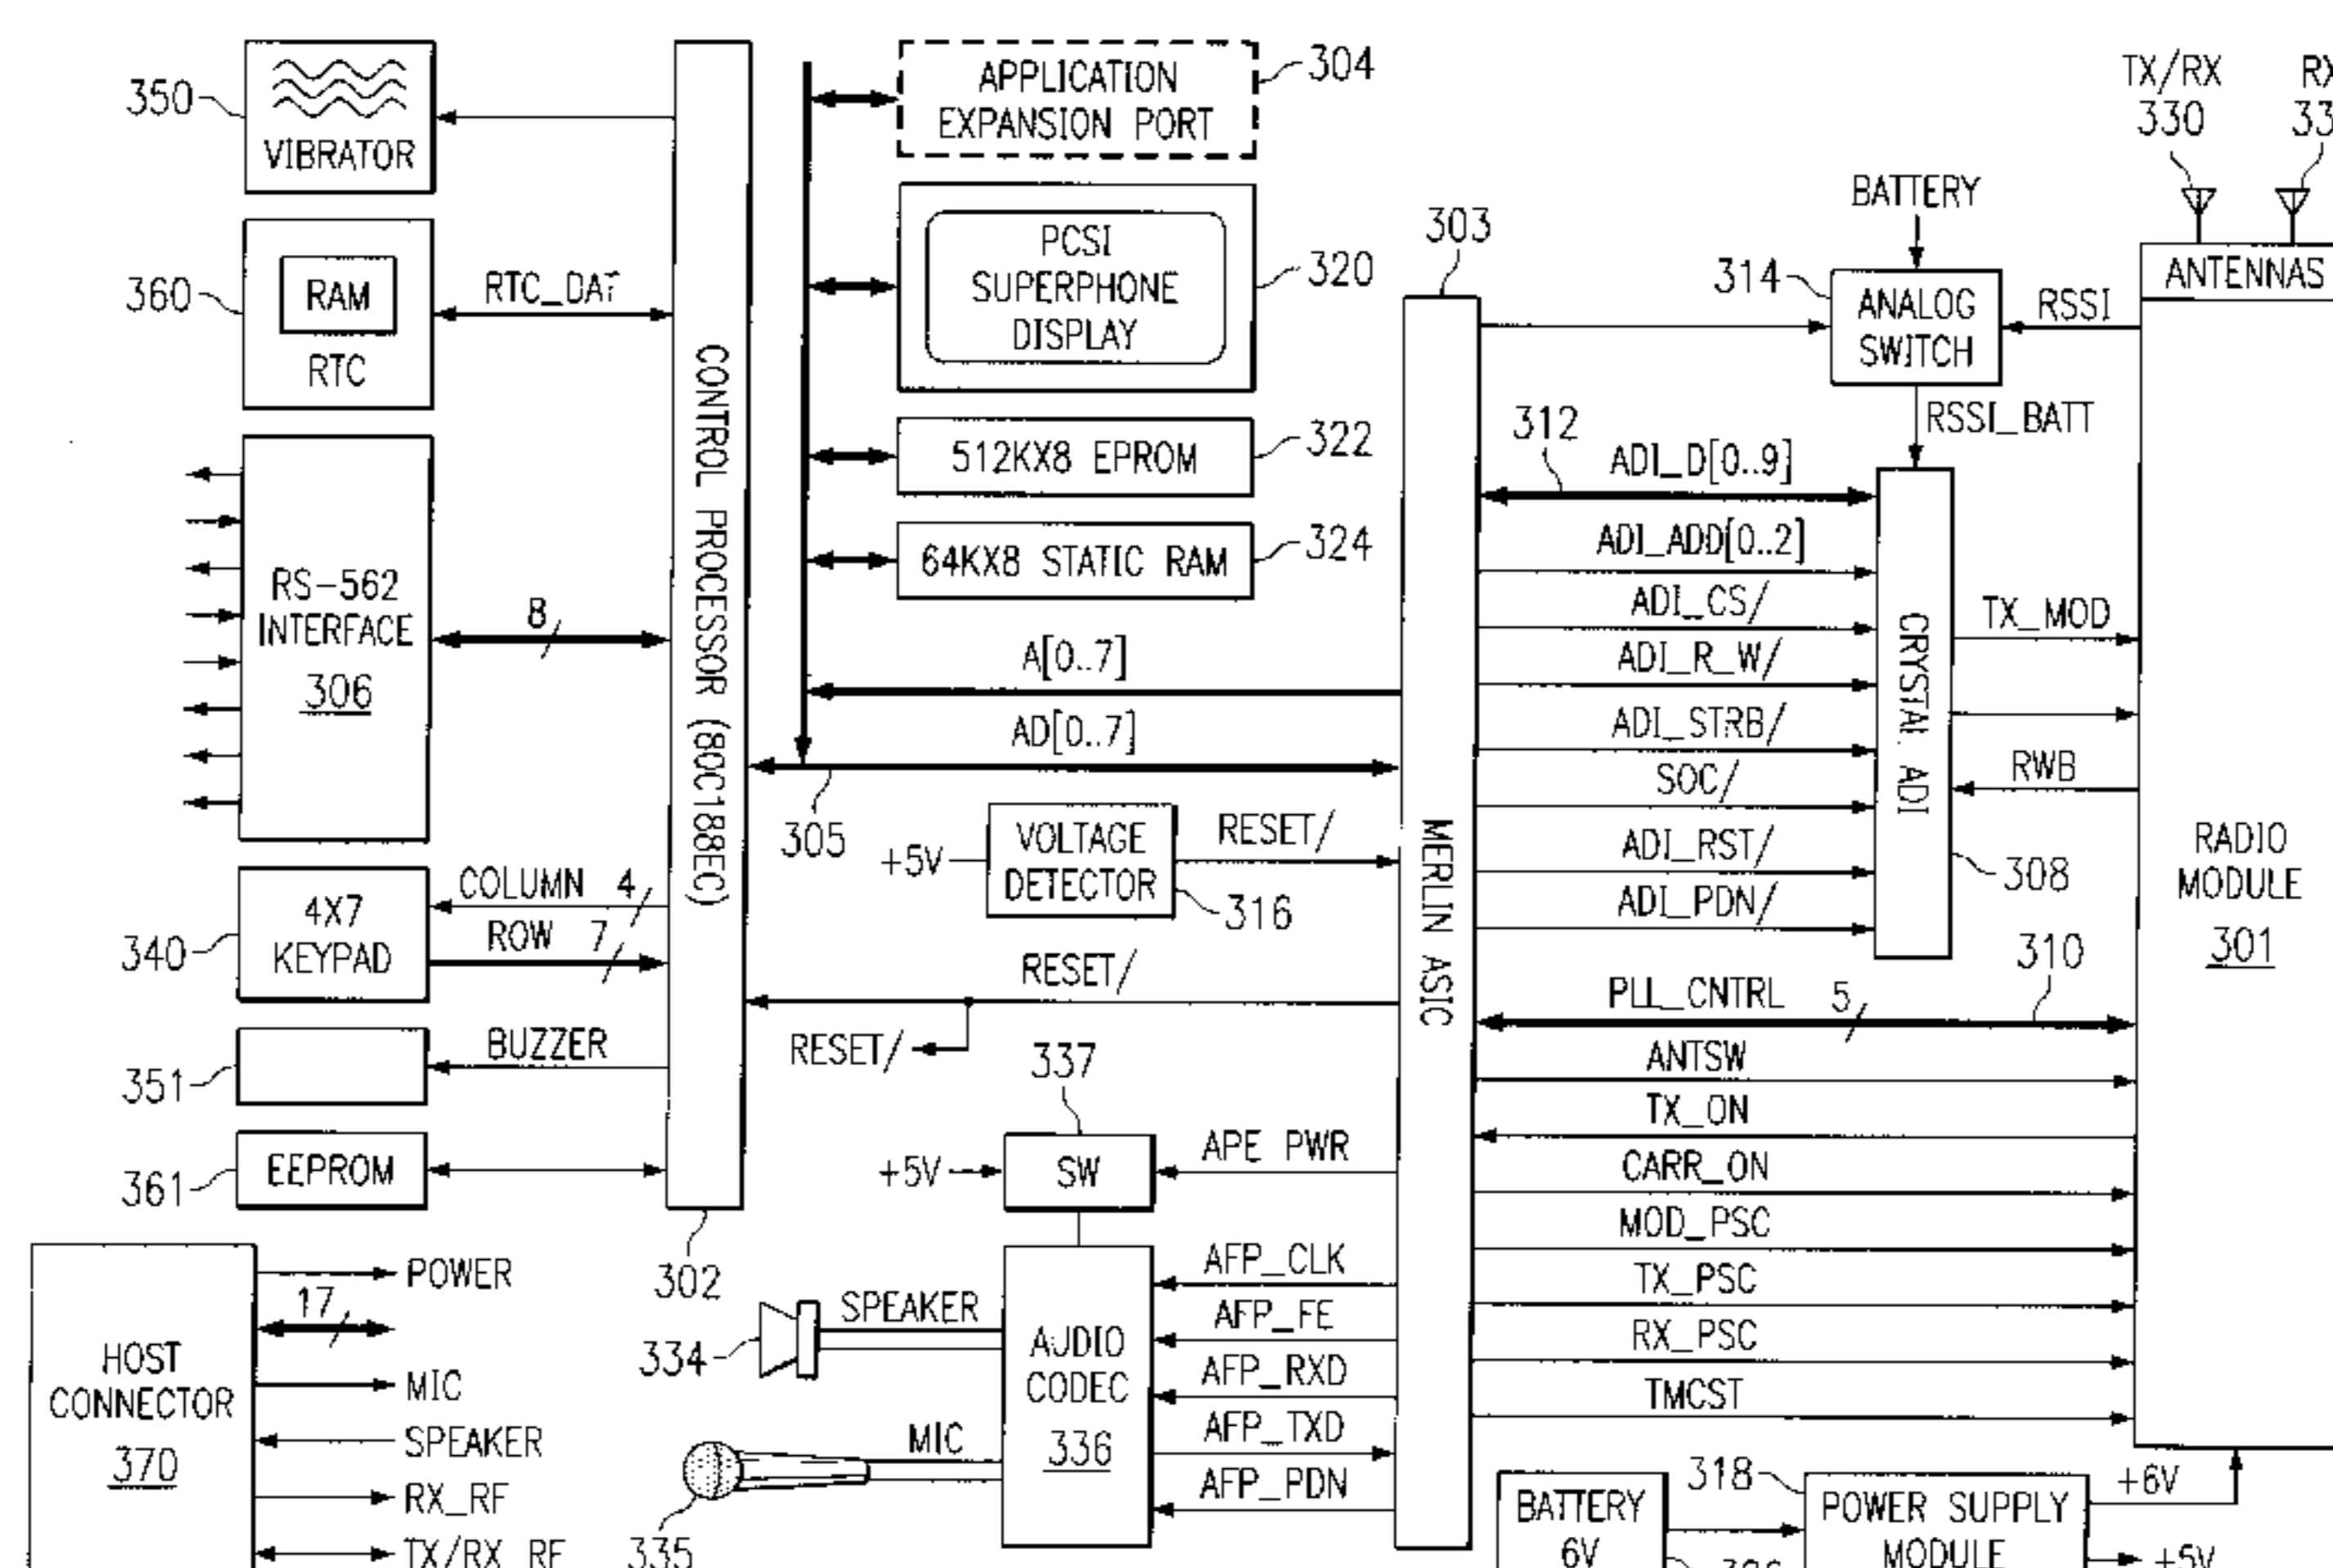 350
VIBRATOR
360
RAM
RTC
RTC_DAT
RS-562
INTERFACE
306
8
4X7
KEYPAD
340
COLUMN 4
ROW 7
351
BUZZER
361
EEPROM
CONTROL PROCESSOR (80C188EC)
302
APPLICATION
EXPANSION PORT
304
PCSI
SUPERPHONE
DISPLAY
320
512KX8 EPROM
322
64KX8 STATIC RAM
324
A[0..7]
AD[0..7]
305
+5V
VOLTAGE
DETECTOR
316
RESET/
RESET/
RESET/
337
+5V
SW
APE PWR
SPEAKER
334
MIC
335
AUDIO
CODEC
336
AFP_CLK
AFP_FE
AFP_RXD
AFP_TXD
AFP_PDN
303
MERLIN ASIC
BATTERY
314
ANALOG
SWITCH
RSSI
RSSI_BATT
312
ADI_D[0..9]
ADI_ADD[0..2]
ADI_CS/
ADI_R_W/
ADI_STRB/
SOC/
ADI_RST/
ADI_PDN/
CRYSTAL ADI
308
TX_MOD
RWB
310
PLL_CNTRL 5
ANTSW
TX_ON
CARR_ON
MOD_PSC
TX_PSC
RX_PSC
TMCST
TX/RX
330
RX
ANTENNAS
RADIO
MODULE
301
HOST
CONNECTOR
370
POWER
17
MIC
SPEAKER
RX_RF
TX/RX_RF
BATTERY
6V
318
POWER SUPPLY
MODULE
+6V
+5V